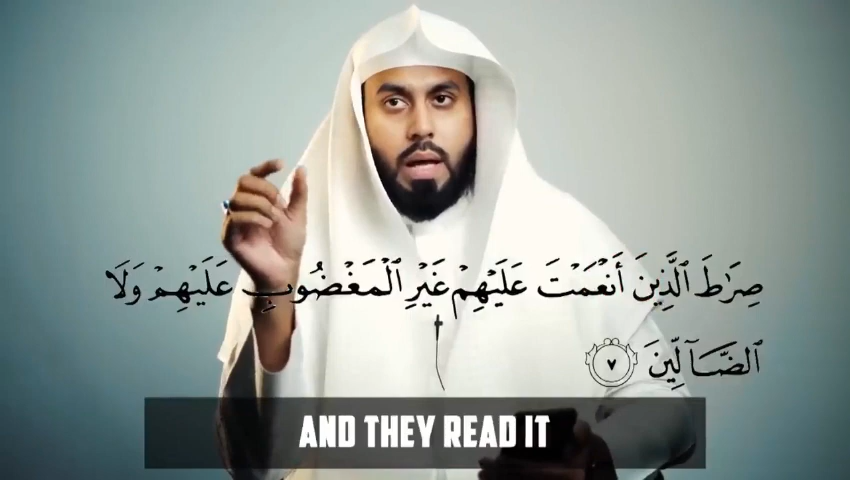 صِرَٰطَ ٱلَّذِينَ أَنْعَمْتَ عَلَيْهِمْ غَيْرِ ٱلْمَغْضُوبِ عَلَيْهِمْ وَلَا
ٱلضَّآلِّينَ ٧
AND THEY READ IT